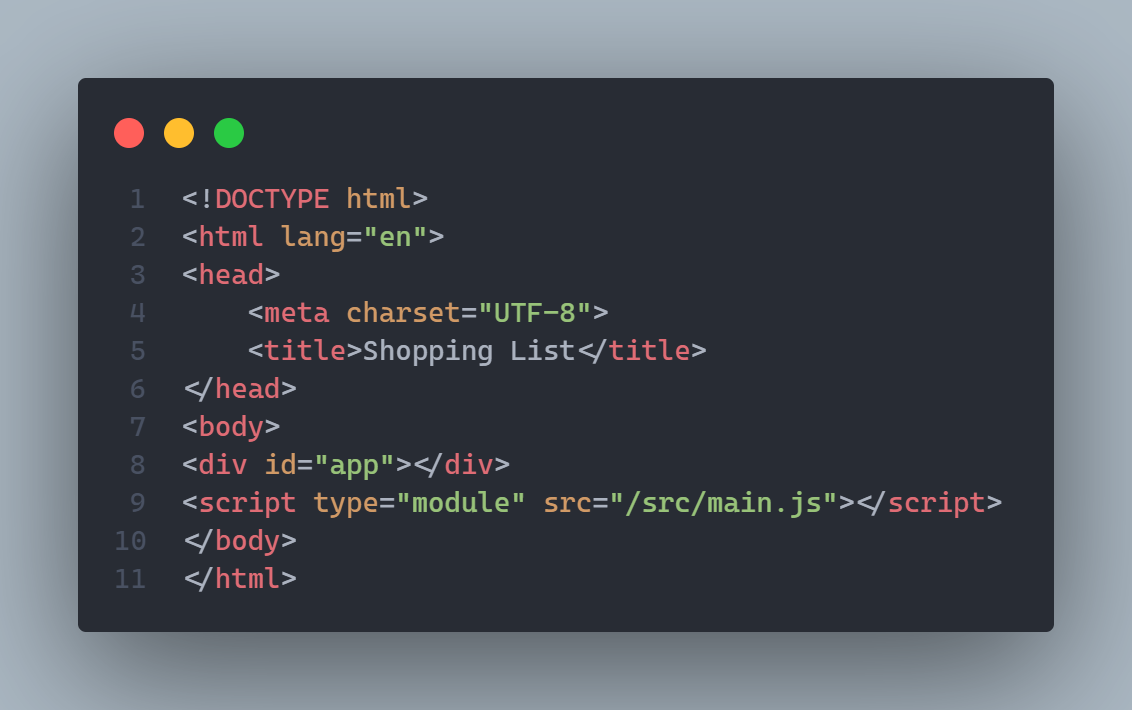 1 <!DOCTYPE html>
2 <html lang="en">
3 <head>
4     <meta charset="UTF-8">
5     <title>Shopping List</title>
6 </head>
7 <body>
8 <div id="app"></div>
9 <script type="module" src="/src/main.js"></script>
10 </body>
11 </html>